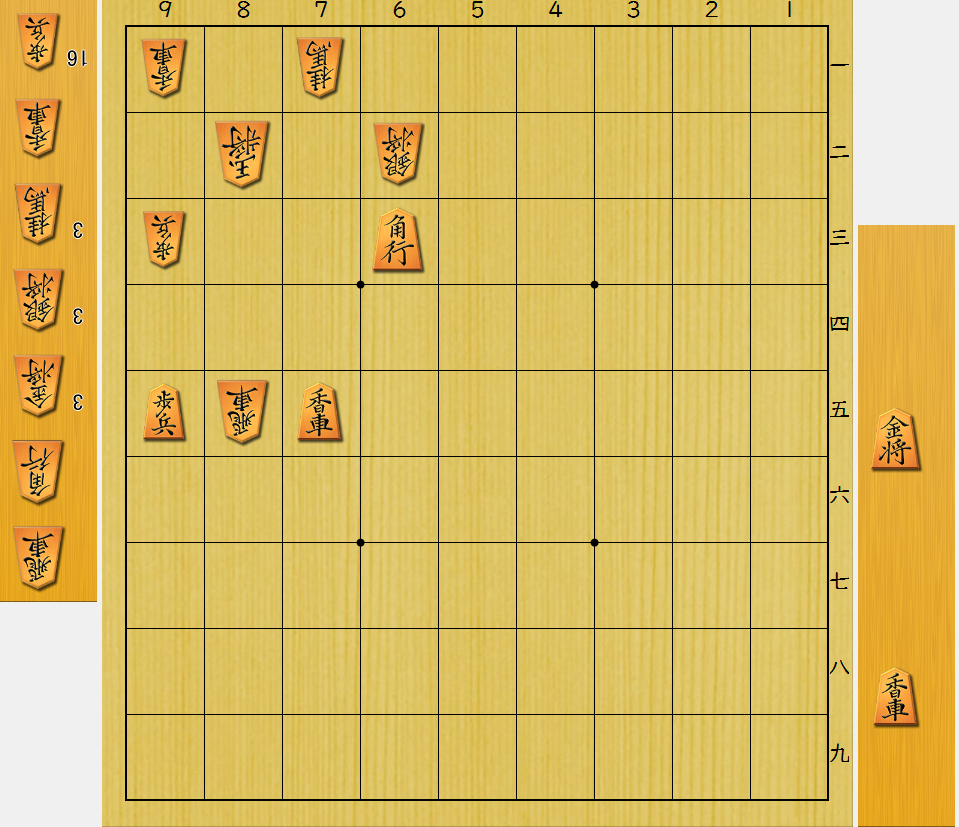 9 8 7 6 5 4 3 2 1
一
二
三
四
五
六
七
八
九
歩兵 16
香車
桂馬 3
銀将 3
金将 3
角行
飛車
香車 桂馬
玉将 銀将
歩兵 角行
歩兵 飛車 香車
金将
香車